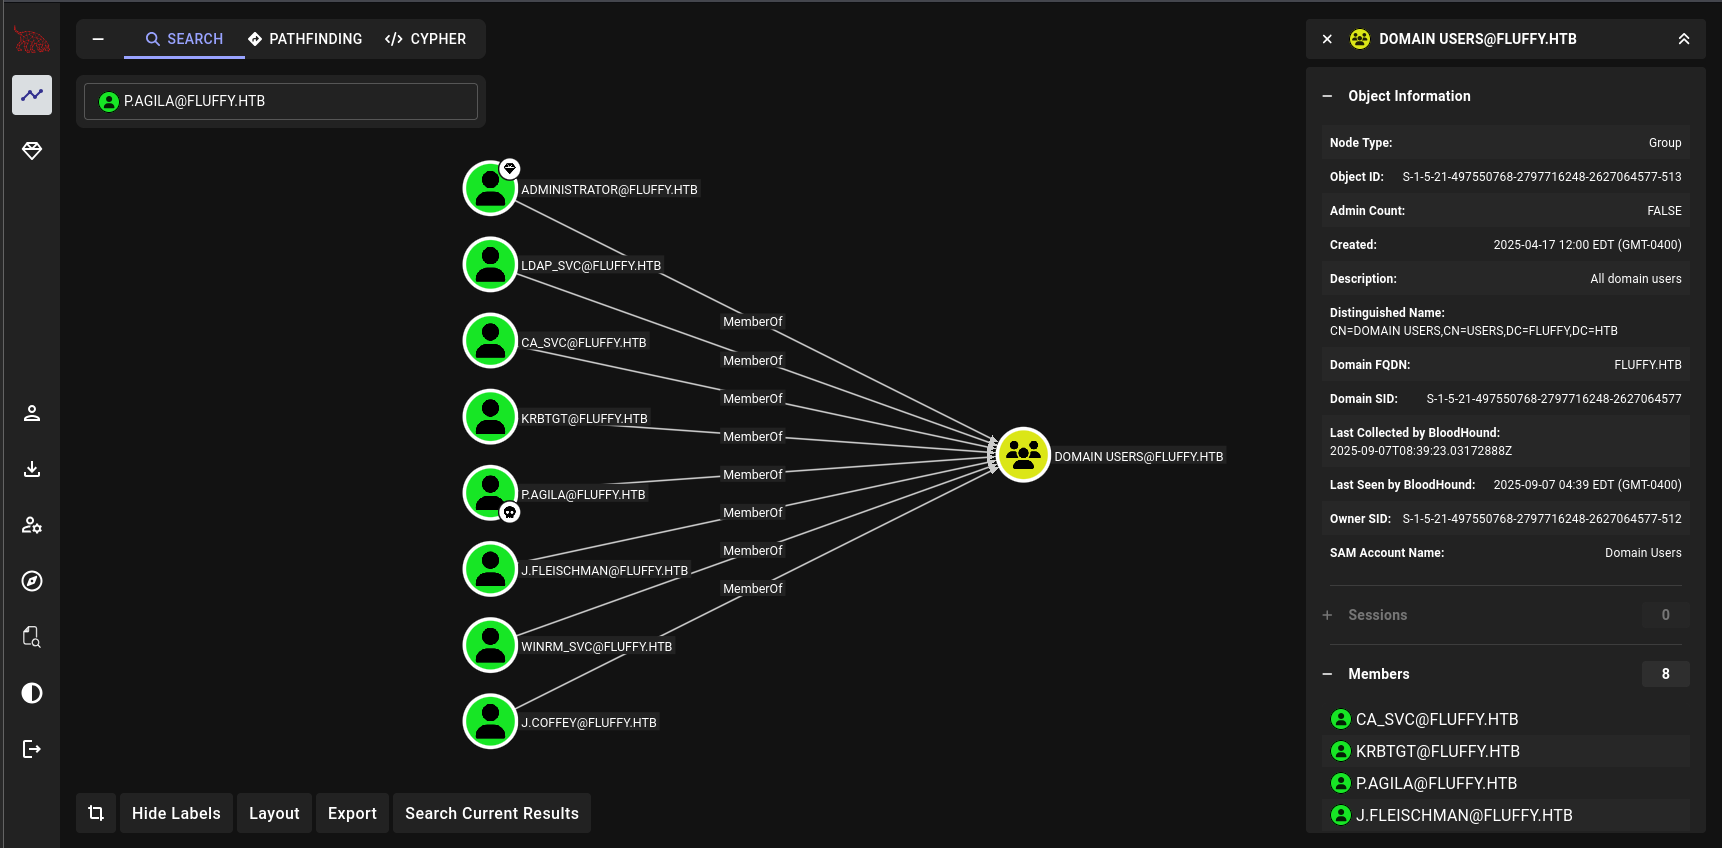 SEARCH
PATHFINDING
CYPHER
P.AGILA@FLUFFY.HTB
ADMINISTRATOR@FLUFFY.HTB
LDAP_SVC@FLUFFY.HTB
CA_SVC@FLUFFY.HTB
KRBTGT@FLUFFY.HTB
P.AGILA@FLUFFY.HTB
J.FLEISCHMAN@FLUFFY.HTB
WINRM_SVC@FLUFFY.HTB
J.COFFEY@FLUFFY.HTB
MemberOf
MemberOf
MemberOf
MemberOf
MemberOf
MemberOf
MemberOf
MemberOf
DOMAIN USERS@FLUFFY.HTB
Hide Labels
Layout
Export
Search Current Results
DOMAIN USERS@FLUFFY.HTB
Object Information
Node Type: Group
Object ID: S-1-5-21-497550768-2797716248-2627064577-513
Admin Count: FALSE
Created: 2025-04-17 12:00 EDT (GMT-0400)
Description: All domain users
Distinguished Name:
CN=DOMAIN USERS,CN=USERS,DC=FLUFFY,DC=HTB
Domain FQDN: FLUFFY.HTB
Domain SID: S-1-5-21-497550768-2797716248-2627064577
Last Collected by BloodHound:
2025-09-07T08:39:23.03172888Z
Last Seen by BloodHound: 2025-09-07 04:39 EDT (GMT-0400)
Owner SID: S-1-5-21-497550768-2797716248-2627064577-512
SAM Account Name: Domain Users
Sessions 0
Members 8
CA_SVC@FLUFFY.HTB
KRBTGT@FLUFFY.HTB
P.AGILA@FLUFFY.HTB
J.FLEISCHMAN@FLUFFY.HTB